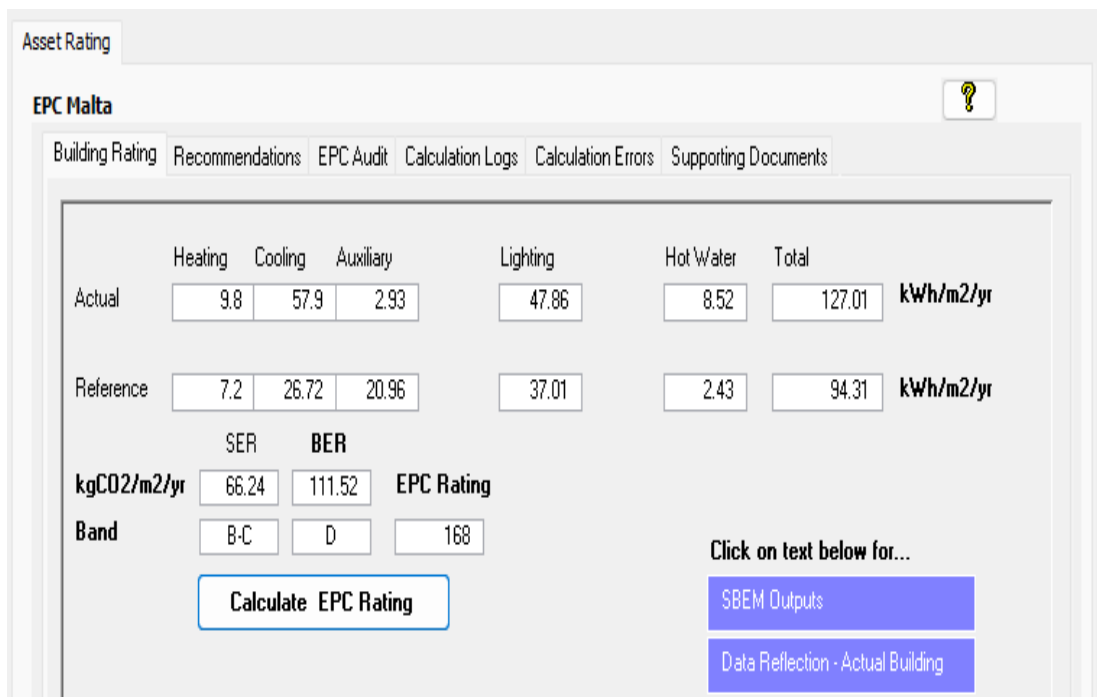 Asset Rating
EPC Malta
?
Building Rating Recommendations EPC Audit Calculation Logs Calculation Errors Supporting Documents
Heating Cooling Auxiliary Lighting Hot Water Total
Actual 9.8 57.9 2.93 47.86 8.52 127.01 kWh/m2/yr
Reference 7.2 26.72 20.96 37.01 2.43 94.31 kWh/m2/yr
SER BER
kgCO2/m2/yr 66.24 111.52 EPC Rating
Band B-C D 168
Click on text below for...
Calculate EPC Rating SBEM Outputs
Data Reflection - Actual Building